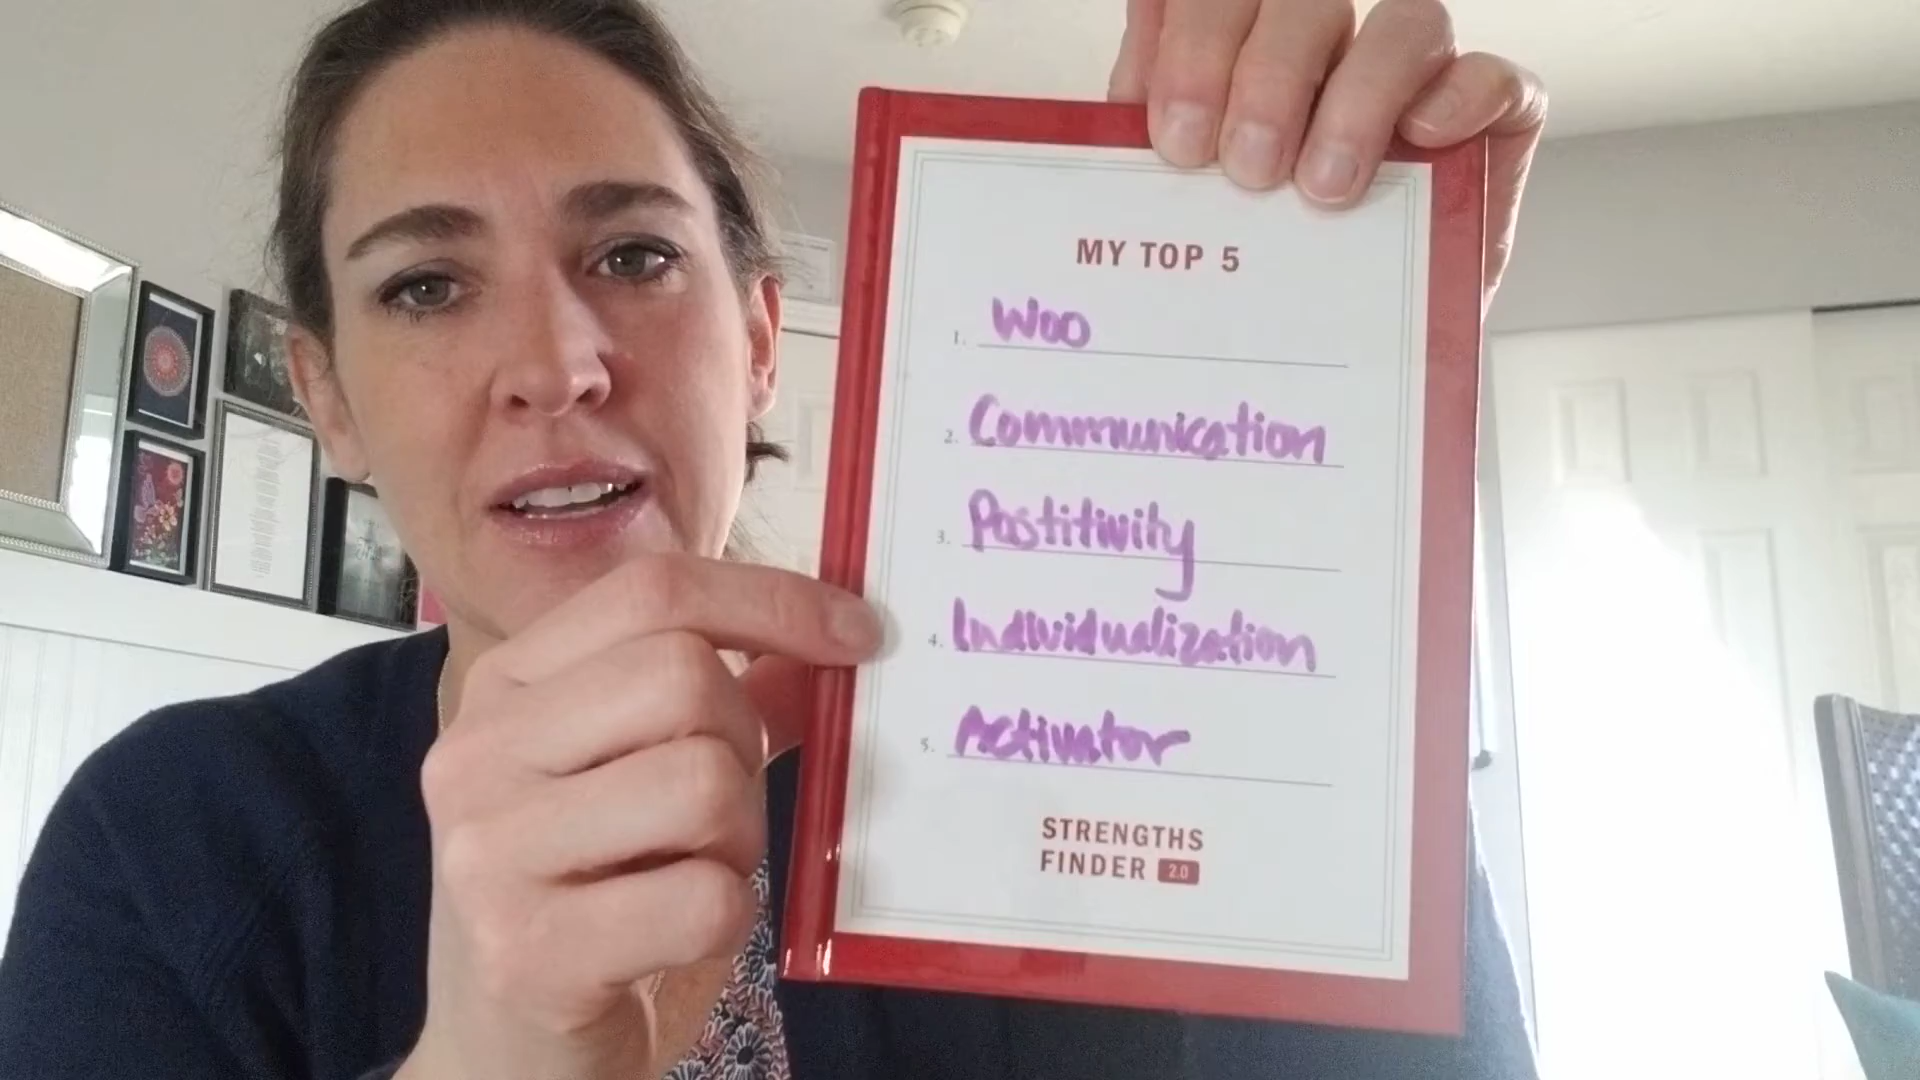 MY TOP 5
1. Woo
2. Communication
3. Postitivity
4. Individualization
5. Activator
STRENGTHS
FINDER 2.0